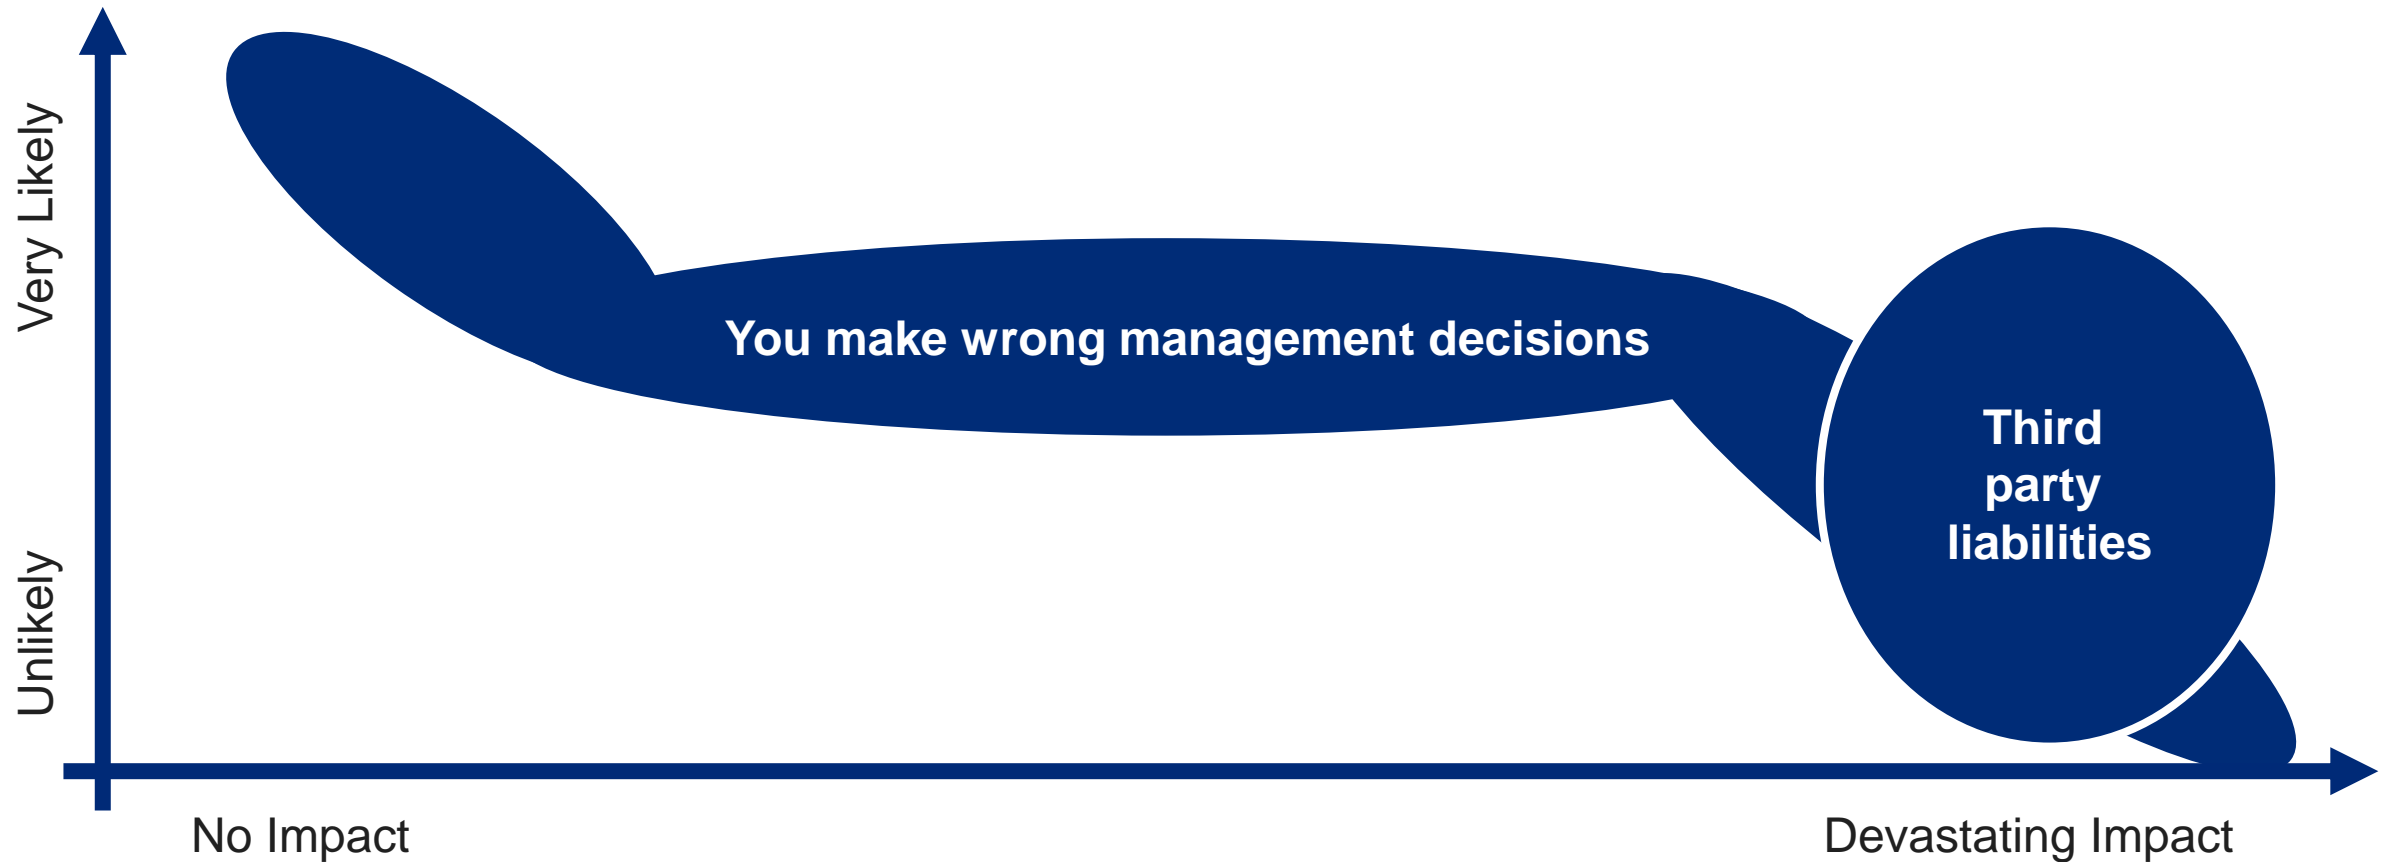 Very Likely
You make wrong management decisions
Third
party
liabilities
Unlikely
No Impact
Devastating Impact